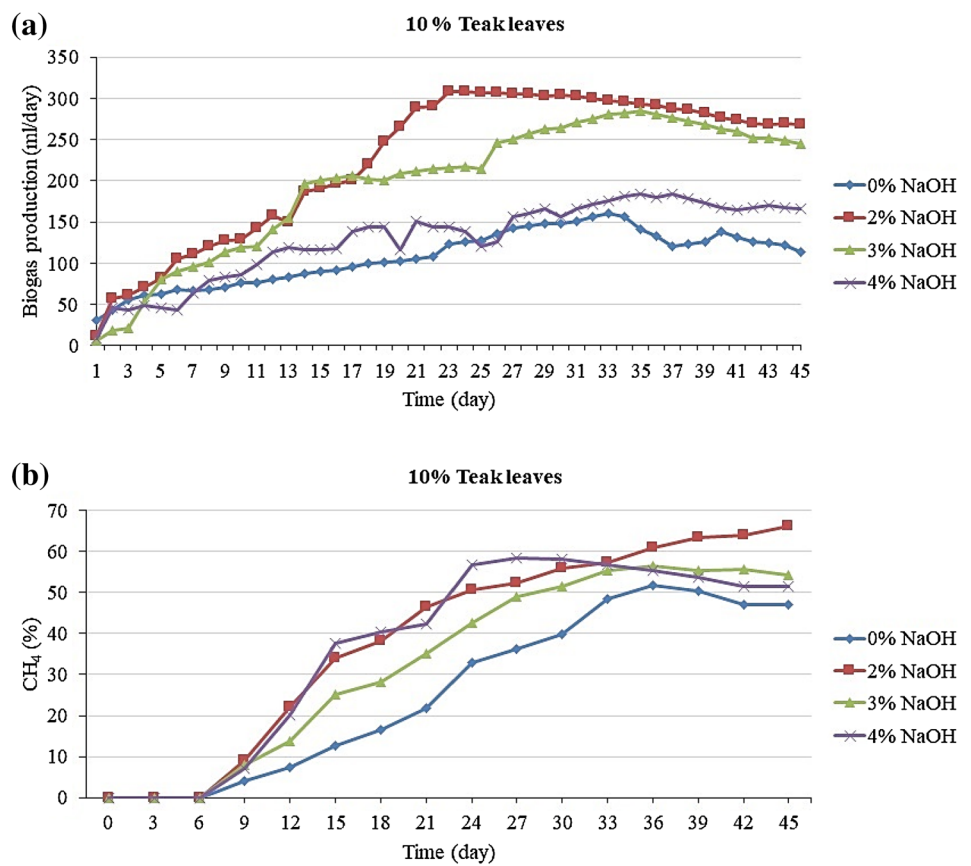 (a)
10 % Teak leaves
Biogas production (ml/day)
350
300
250
200
150
100
50
0
1 3 5 7 9 11 13 15 17 19 21 23 25 27 29 31 33 35 37 39 41 43 45
Time (day)
0% NaOH
2% NaOH
3% NaOH
4% NaOH
(b)
10% Teak leaves
CH4 (%)
70
60
50
40
30
20
10
0
0 3 6 9 12 15 18 21 24 27 30 33 36 39 42 45
Time (day)
0% NaOH
2% NaOH
3% NaOH
4% NaOH